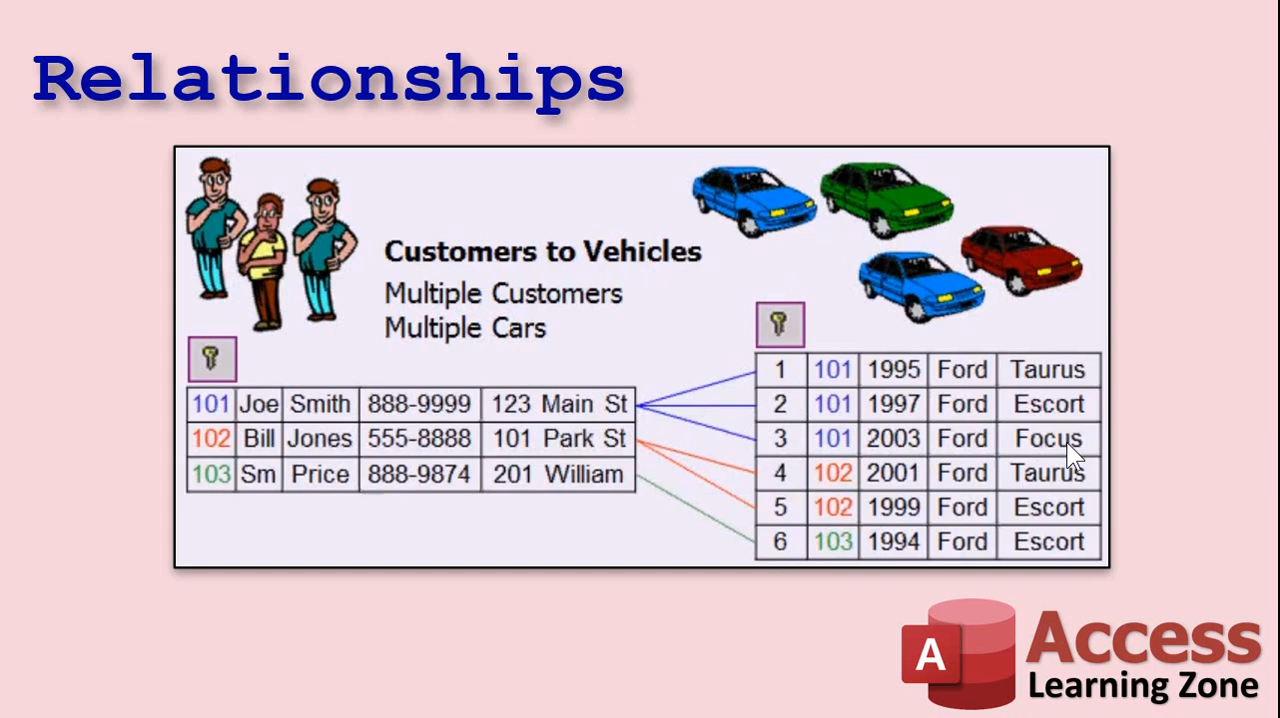 Relationships
Customers to Vehicles
Multiple Customers
Multiple Cars
101 Joe Smith 888-9999 123 Main St
102 Bill Jones 555-8888 101 Park St
103 Sm Price 888-9874 201 William
1 101 1995 Ford Taurus
2 101 1997 Ford Escort
3 101 2003 Ford Focus
4 102 2001 Ford Taurus
5 102 1999 Ford Escort
6 103 1994 Ford Escort
A
Access
Learning Zone